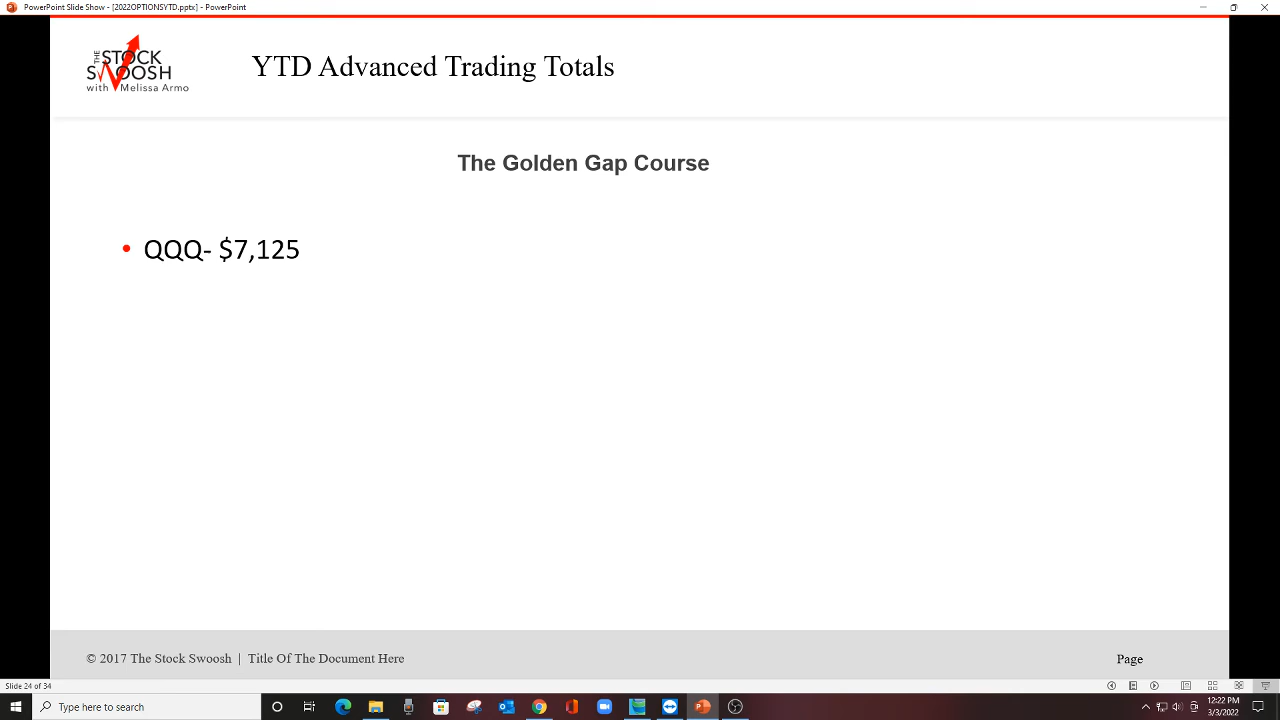 PowerPoint Slide Show - [2022OPTIONSYTD.pptx] - PowerPoint
THE STOCK SWOOSH
with Melissa Armo
YTD Advanced Trading Totals
The Golden Gap Course
• QQQ- $7,125
© 2017 The Stock Swoosh | Title Of The Document Here
Page
Slide 24 of 34
Type here to search
12:22 PM
3/3/2022